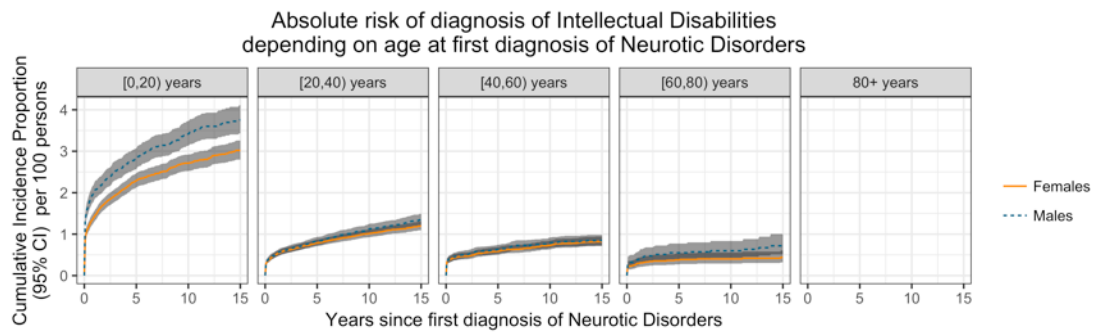 Absolute risk of diagnosis of Intellectual Disabilities
depending on age at first diagnosis of Neurotic Disorders
Cumulative Incidence Proportion
(95% CI) per 100 persons
[0,20) years
[20,40) years
[40,60) years
[60,80) years
80+ years
4
3
2
1
0
0 5 10 15
0 5 10 15
0 5 10 15
0 5 10 15
0 5 10 15
Years since first diagnosis of Neurotic Disorders
Females
Males